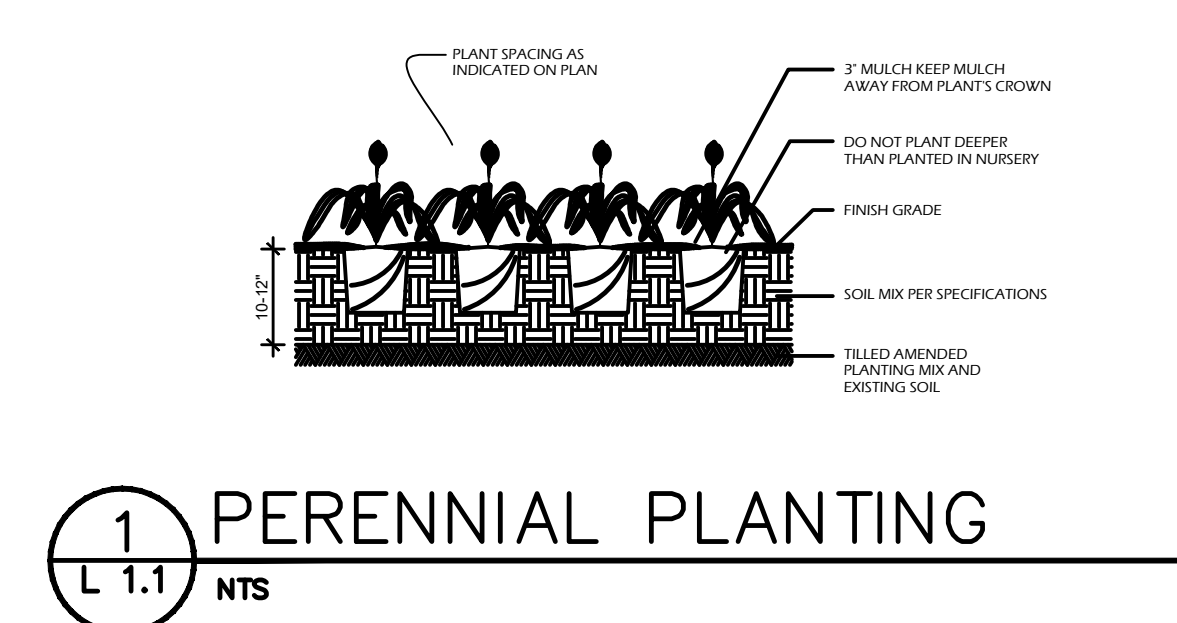 PLANT SPACING AS
INDICATED ON PLAN
3" MULCH KEEP MULCH
AWAY FROM PLANT'S CROWN
DO NOT PLANT DEEPER
THAN PLANTED IN NURSERY
FINISH GRADE
10-12"
SOIL MIX PER SPECIFICATIONS
TILLED AMENDED
PLANTING MIX AND
EXISTING SOIL
1
PERENNIAL PLANTING
L 1.1
NTS